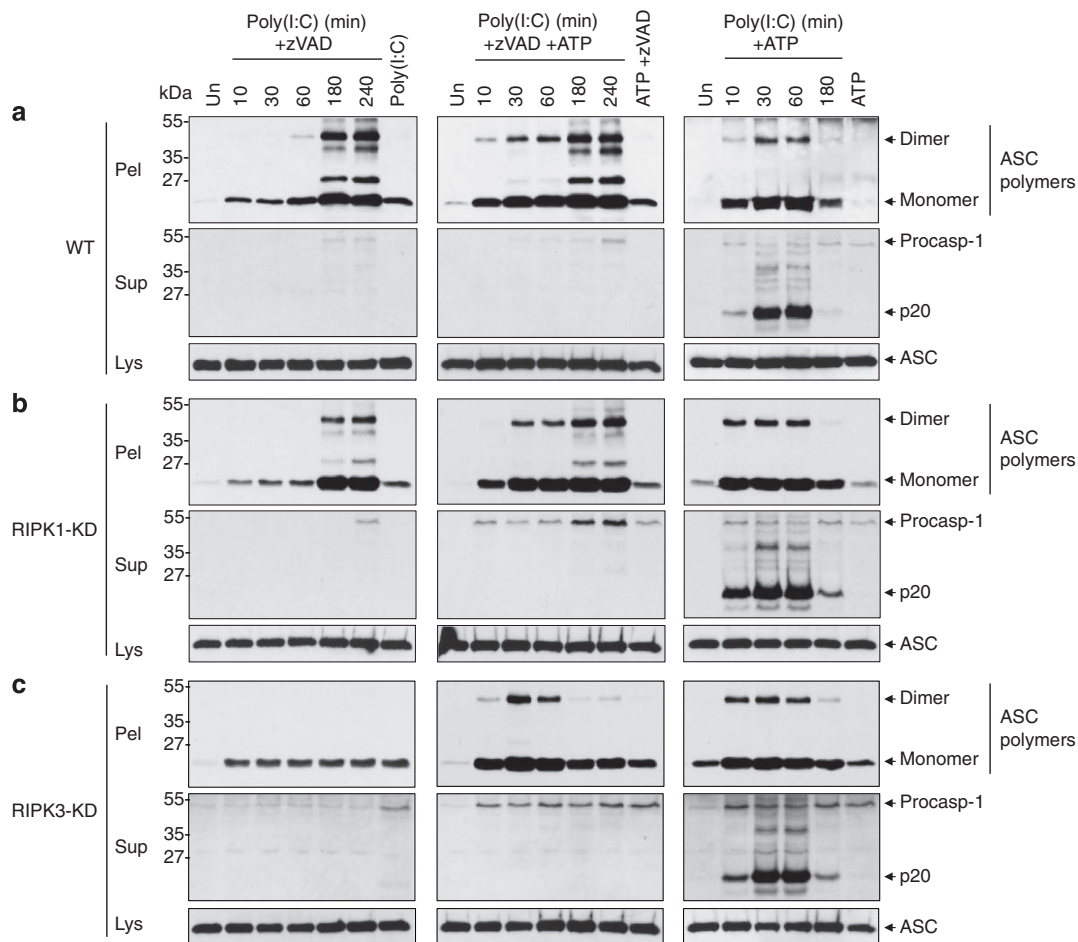 Poly(I:C) (min)
+zVAD
Un 10 30 60 180 240 Poly(I:C)
Poly(I:C) (min)
+zVAD +ATP
Un 10 30 60 180 240 ATP +zVAD
Poly(I:C) (min)
+ATP
Un 10 30 60 180 ATP
kDa
a
WT
Pel
55
35
27
Dimer
Monomer
ASC
polymers
Sup
55
35
27
Procasp-1
p20
Lys
ASC
b
RIPK1-KD
Pel
55
35
27
Dimer
Monomer
ASC
polymers
Sup
55
35
27
Procasp-1
p20
Lys
ASC
c
RIPK3-KD
Pel
55
35
27
Dimer
Monomer
ASC
polymers
Sup
55
35
27
Procasp-1
p20
Lys
ASC